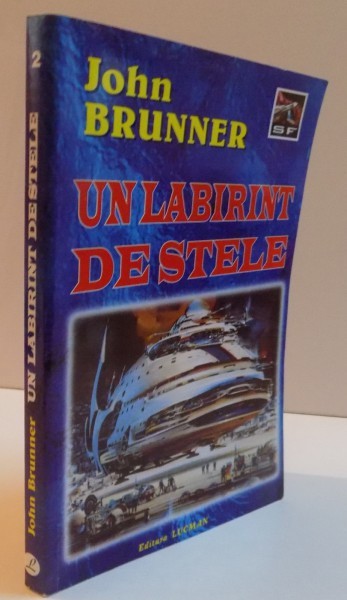 John
BRUNNER
SF
UN LABIRINT
DE STELE
Editura LUCMAN
John Brunner UN LABIRINT DE STELE 2